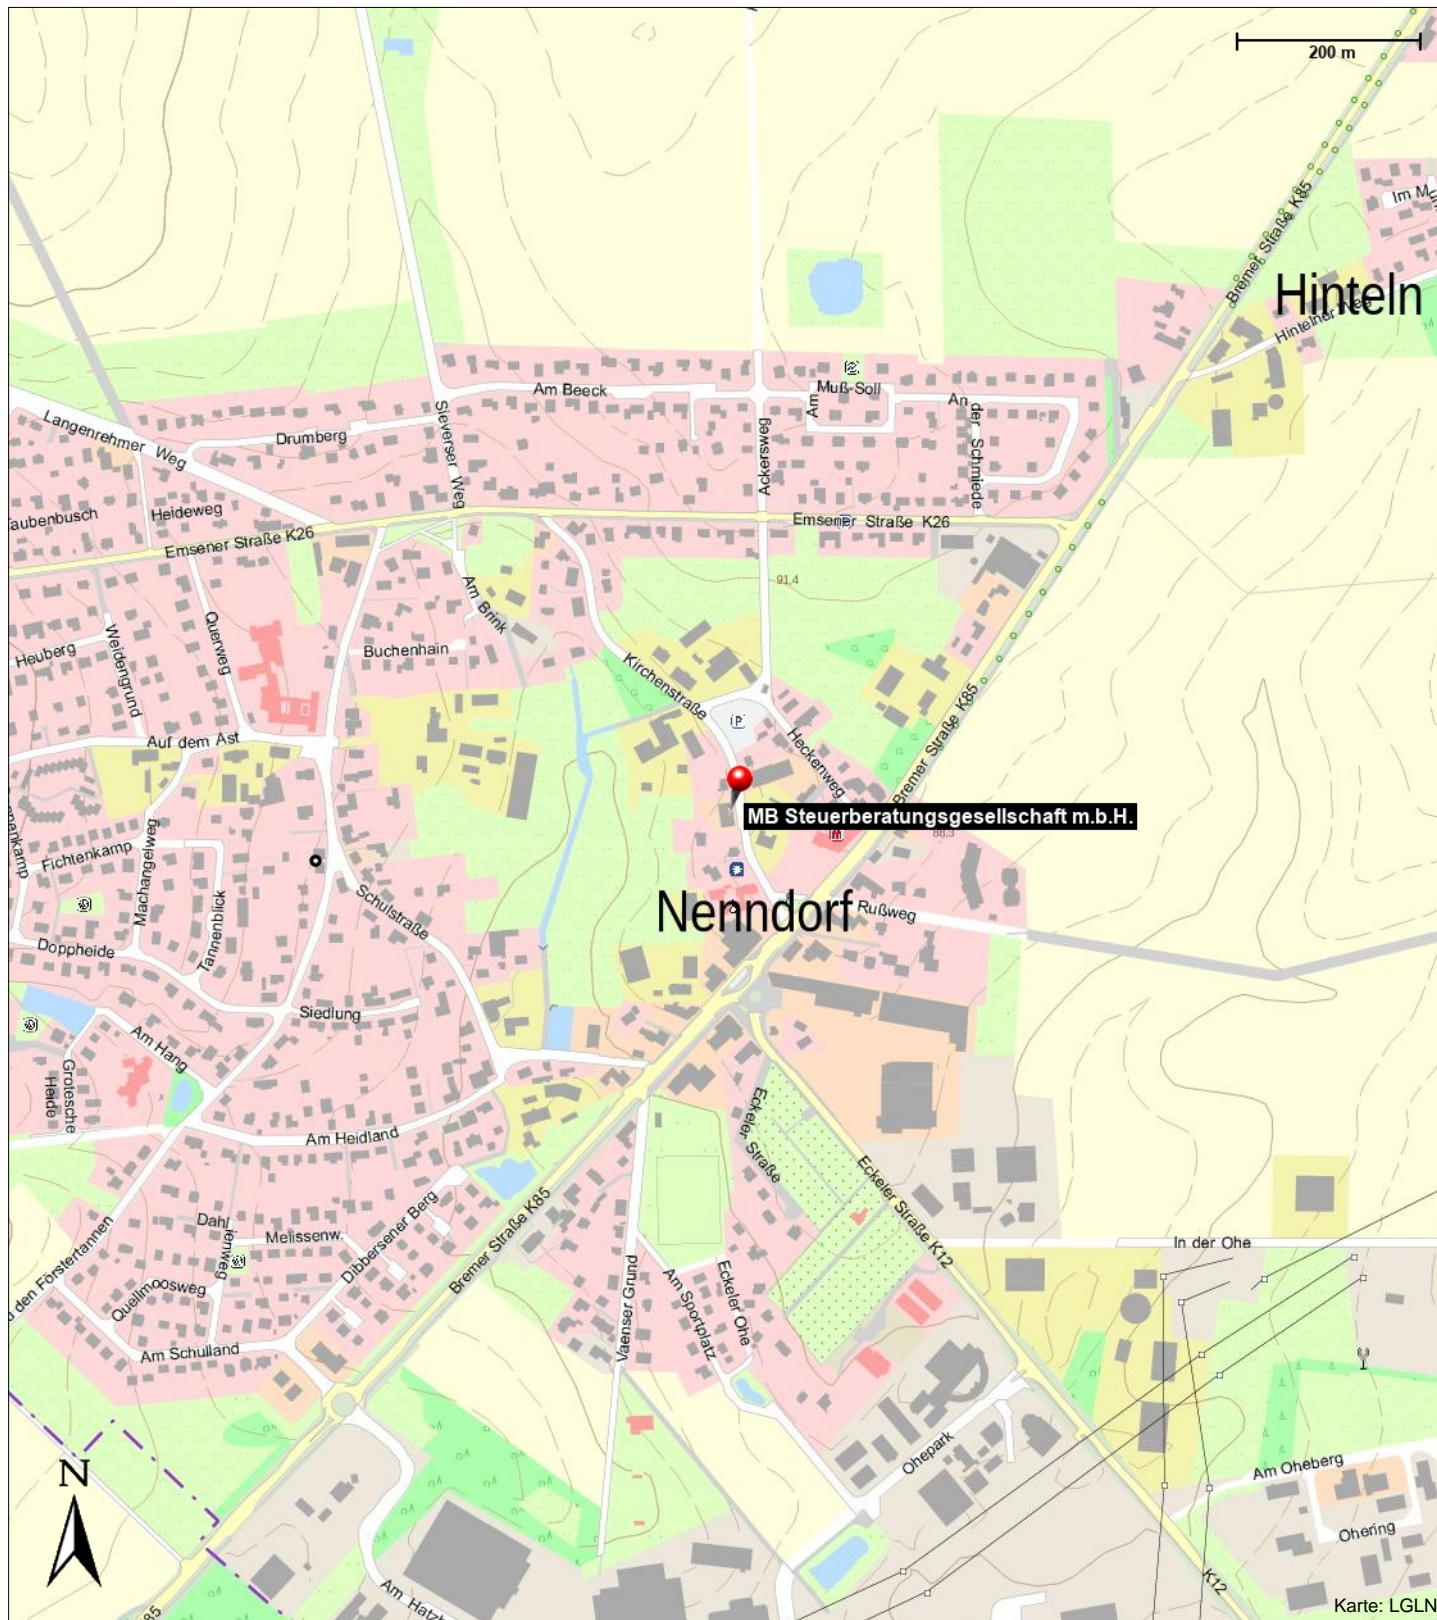 200 m
Im M
Bremer Straße K85
Hinteln
Hintelner Weg
Am Beeck
Am Muß-Soll
An der Schmiede
Sieverser Weg
Drumberg
Langenrehmer Weg
Ackersweg
Heideweg
aubenbusch
Emsener Straße K26
Emsener Straße K26
91,4
Am Brink
Querweg
Weidengrund
Heuberg
Buchenhain
Kirchenstraße
P
Heckenweg
Bremer Straße K85
Auf dem Ast
MB Steuerberatungsgesellschaft m.b.H.
88,3
nenkamp
Fichtenkamp
Machangelweg
Tannenblick
Schulstraße
Nenndorf
Rußweg
Doppheide
Siedlung
Am Hang
Grotesche Heide
Eckeler Straße
Am Heidland
Eckeler Straße K12
Dahlienweg
Melissenw.
Dibbersener Berg
Bremer Straße K85
In der Ohe
u den Förstertannen
Quellmoosweg
Vaenser Grund
Am Sportplatz
Eckeler Ohe
Am Schulland
Ohepark
Am Oheberg
N
Ohering
Am Hatzb
K12
85
Karte: LGLN